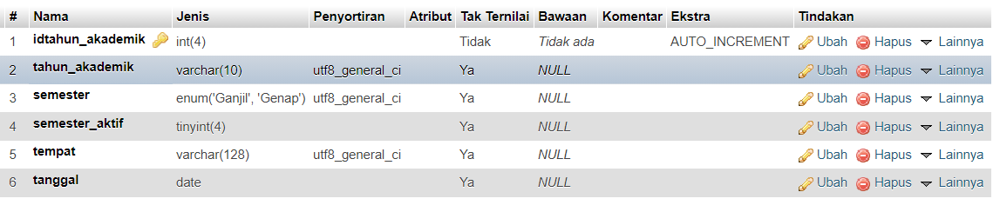 # Nama Jenis Penyortiran Atribut Tak Ternilai Bawaan Komentar Ekstra Tindakan
1 idtahun_akademik int(4) Tidak Tidak ada AUTO_INCREMENT Ubah Hapus Lainnya
2 tahun_akademik varchar(10) utf8_general_ci Ya NULL Ubah Hapus Lainnya
3 semester enum('Ganjil', 'Genap') utf8_general_ci Ya NULL Ubah Hapus Lainnya
4 semester_aktif tinyint(4) Ya NULL Ubah Hapus Lainnya
5 tempat varchar(128) utf8_general_ci Ya NULL Ubah Hapus Lainnya
6 tanggal date Ya NULL Ubah Hapus Lainnya